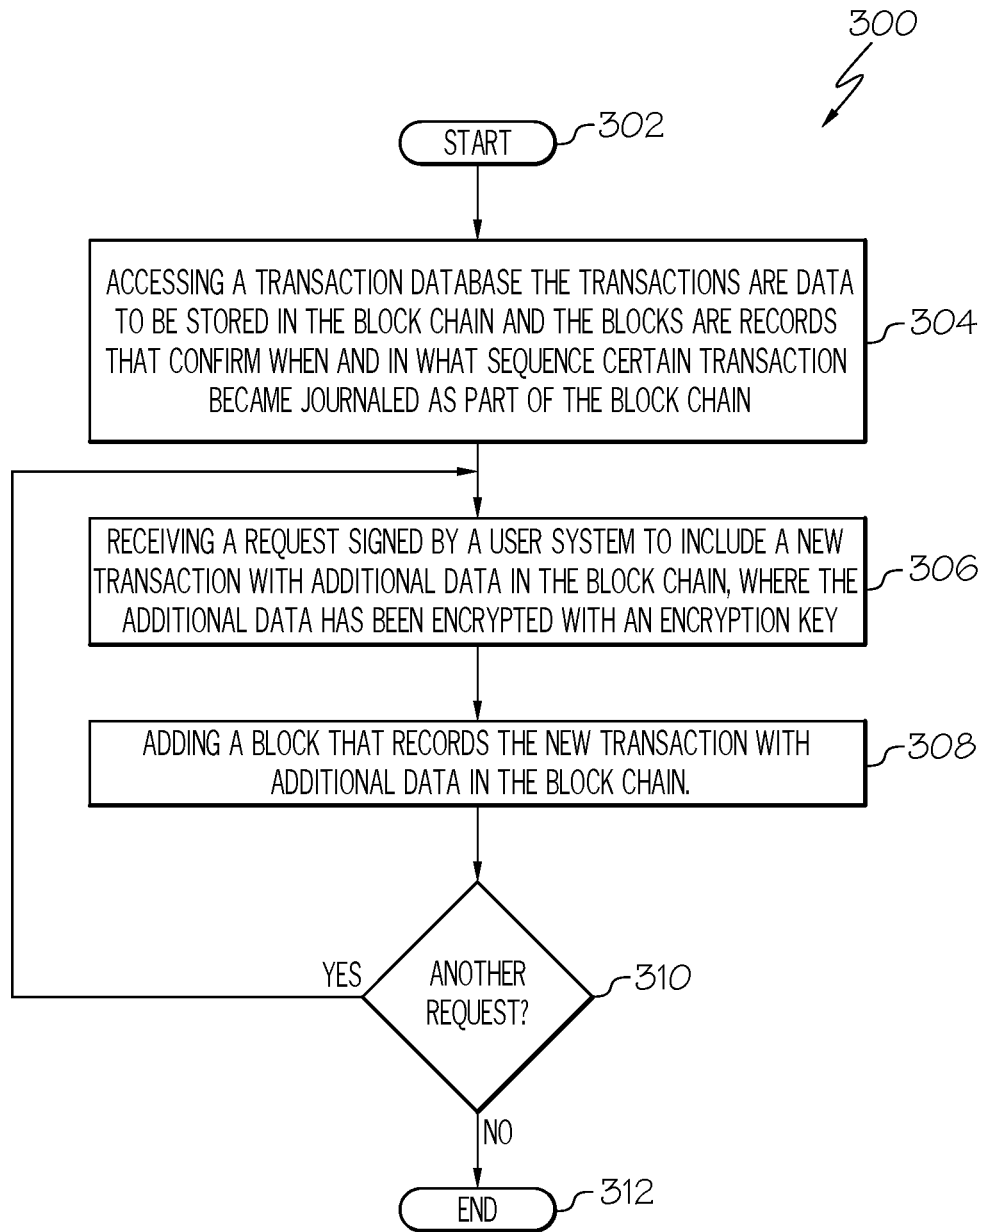 300
START
302
ACCESSING A TRANSACTION DATABASE THE TRANSACTIONS ARE DATA
TO BE STORED IN THE BLOCK CHAIN AND THE BLOCKS ARE RECORDS
THAT CONFIRM WHEN AND IN WHAT SEQUENCE CERTAIN TRANSACTION
BECAME JOURNALED AS PART OF THE BLOCK CHAIN
304
RECEIVING A REQUEST SIGNED BY A USER SYSTEM TO INCLUDE A NEW
TRANSACTION WITH ADDITIONAL DATA IN THE BLOCK CHAIN, WHERE THE
ADDITIONAL DATA HAS BEEN ENCRYPTED WITH AN ENCRYPTION KEY
306
ADDING A BLOCK THAT RECORDS THE NEW TRANSACTION WITH
ADDITIONAL DATA IN THE BLOCK CHAIN.
308
YES
ANOTHER
REQUEST?
310
NO
END
312